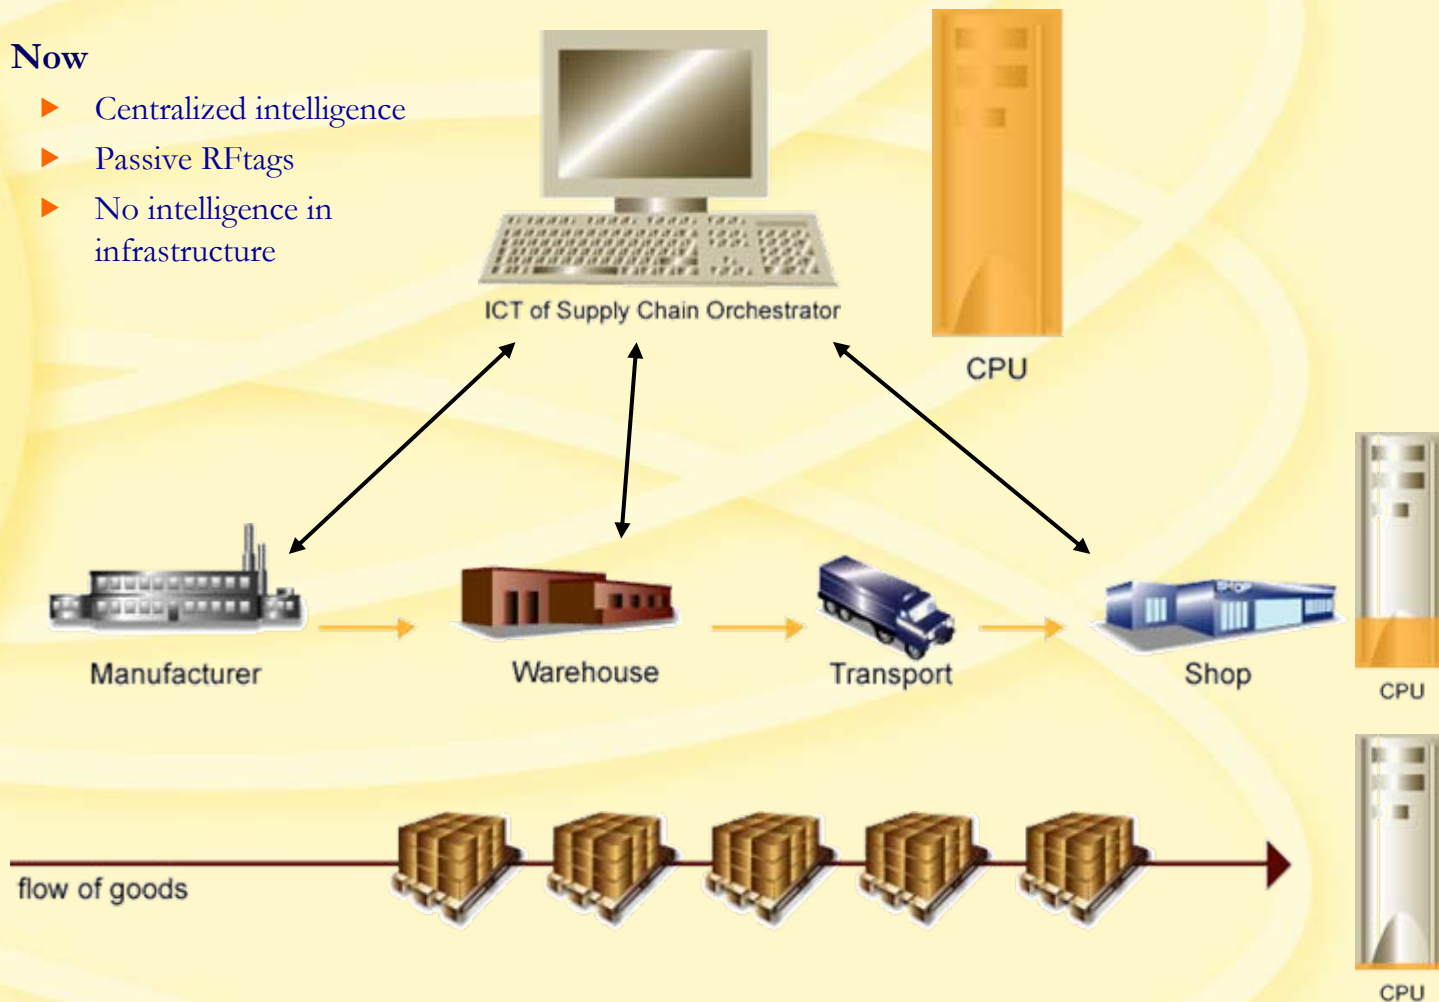 Now
Centralized intelligence
Passive RFtags
No intelligence in
infrastructure
ICT of Supply Chain Orchestrator
CPU
SHOP
Manufacturer
Warehouse
Transport
Shop
CPU
flow of goods
CPU